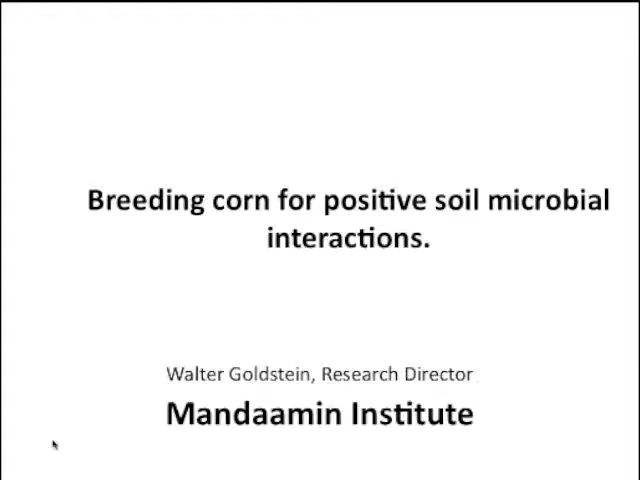 Breeding corn for positive soil microbial
interactions.
Walter Goldstein, Research Director
Mandaamin Institute